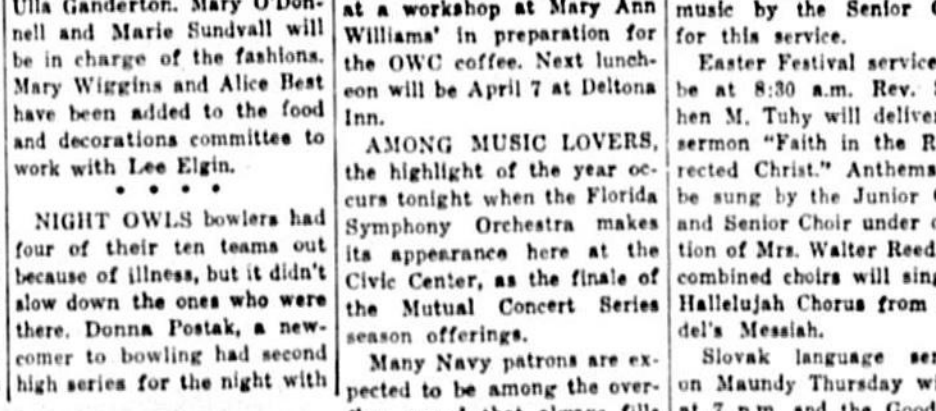 Ulla Ganderton. Mary O'Don-
nell and Marie Sundvall will
be in charge of the fashions.
Mary Wiggins and Alice Best
have been added to the food
and decorations committee to
work with Lee Elgin.
• • • •
NIGHT OWLS bowlers had
four of their ten teams out
because of illness, but it didn't
slow down the ones who were
there. Donna Postak, a new-
comer to bowling had second
high series for the night with
at a workshop at Mary Ann
Williams' in preparation for
the OWC coffee. Next lunch-
eon will be April 7 at Deltona
Inn.
AMONG MUSIC LOVERS,
the highlight of the year oc-
curs tonight when the Florida
Symphony Orchestra makes
its appearance here at the
Civic Center, as the finale of
the Mutual Concert Series
season offerings.
Many Navy patrons are ex-
pected to be among the over-
that always fills
music by the Senior
for this service.
Easter Festival service
be at 8:30 a.m. Rev.
hen M. Tuhy will deliver
sermon "Faith in the R
rected Christ." Anthems
be sung by the Junior
and Senior Choir under
tion of Mrs. Walter Reed
combined choirs will sing
Hallelujah Chorus from
del's Messiah.
Slovak language ser
on Maundy Thursday wi
at 7 p.m. and the Good